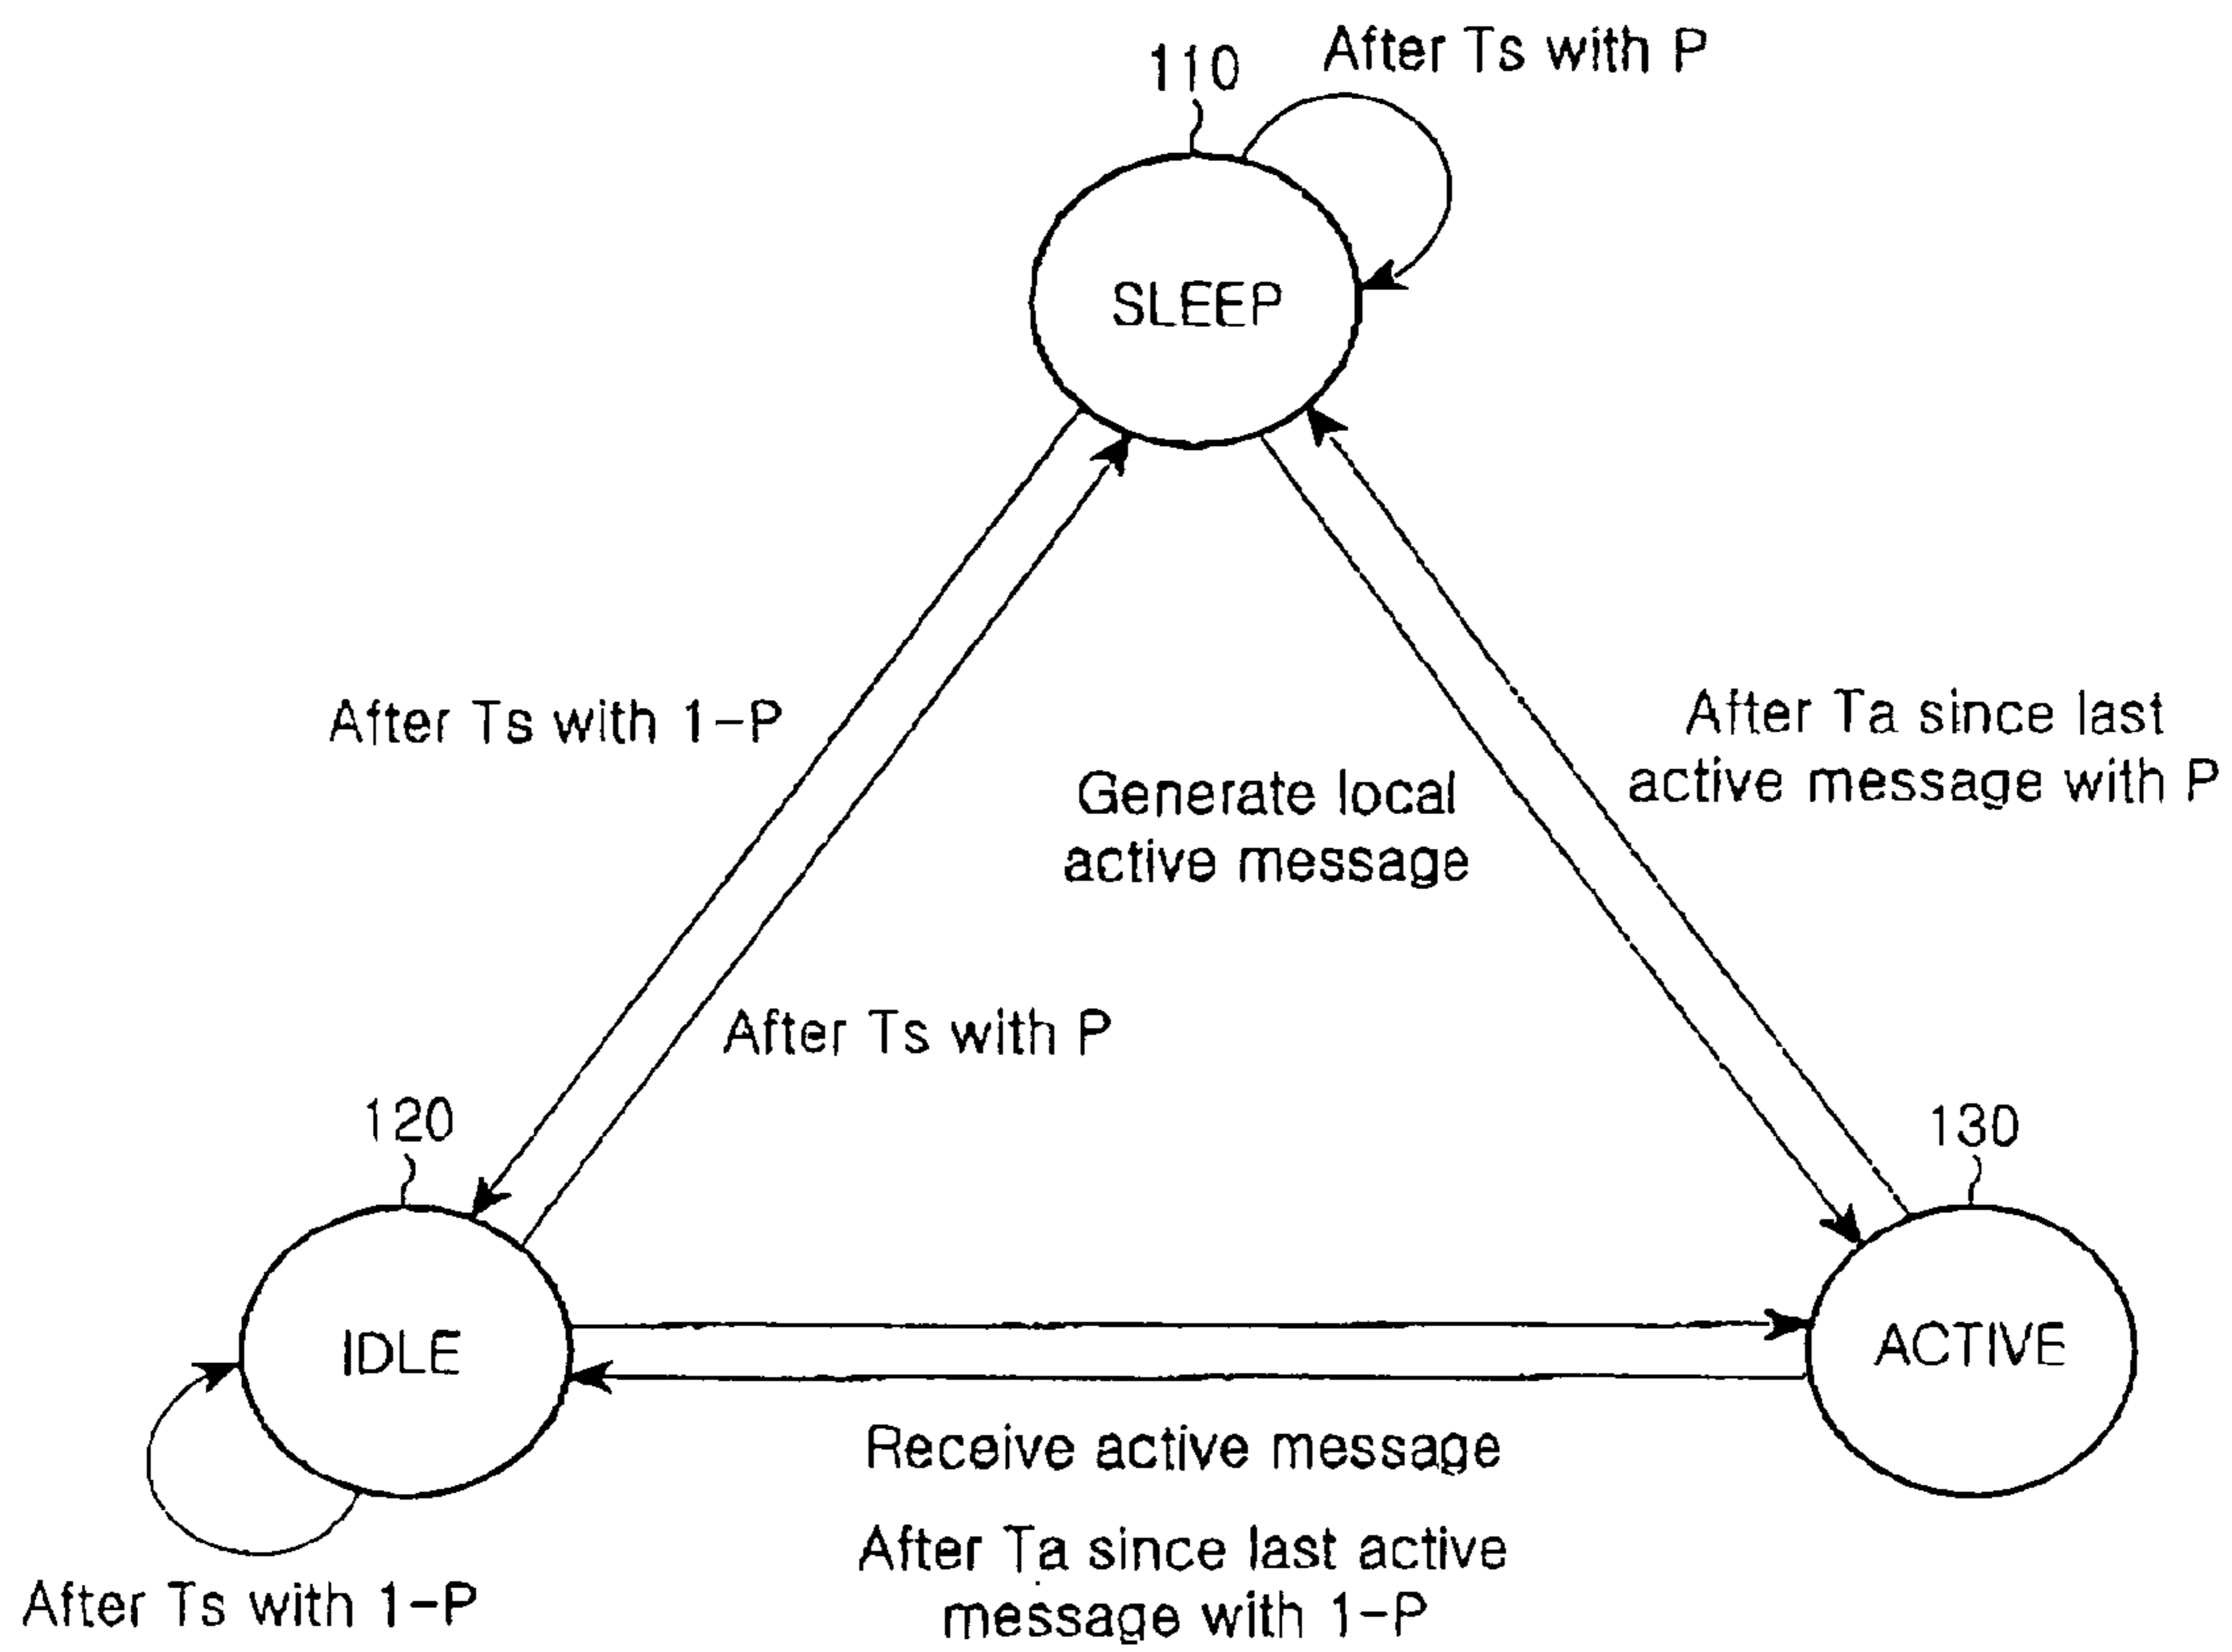 After Ts with P
110
SLEEP
After Ts with 1-P
After Ta since last
active message with P
Generate local
active message
After Ts with P
120
130
IDLE
ACTIVE
Receive active message
After Ta since last active
message with 1-P
After Ts with 1-P